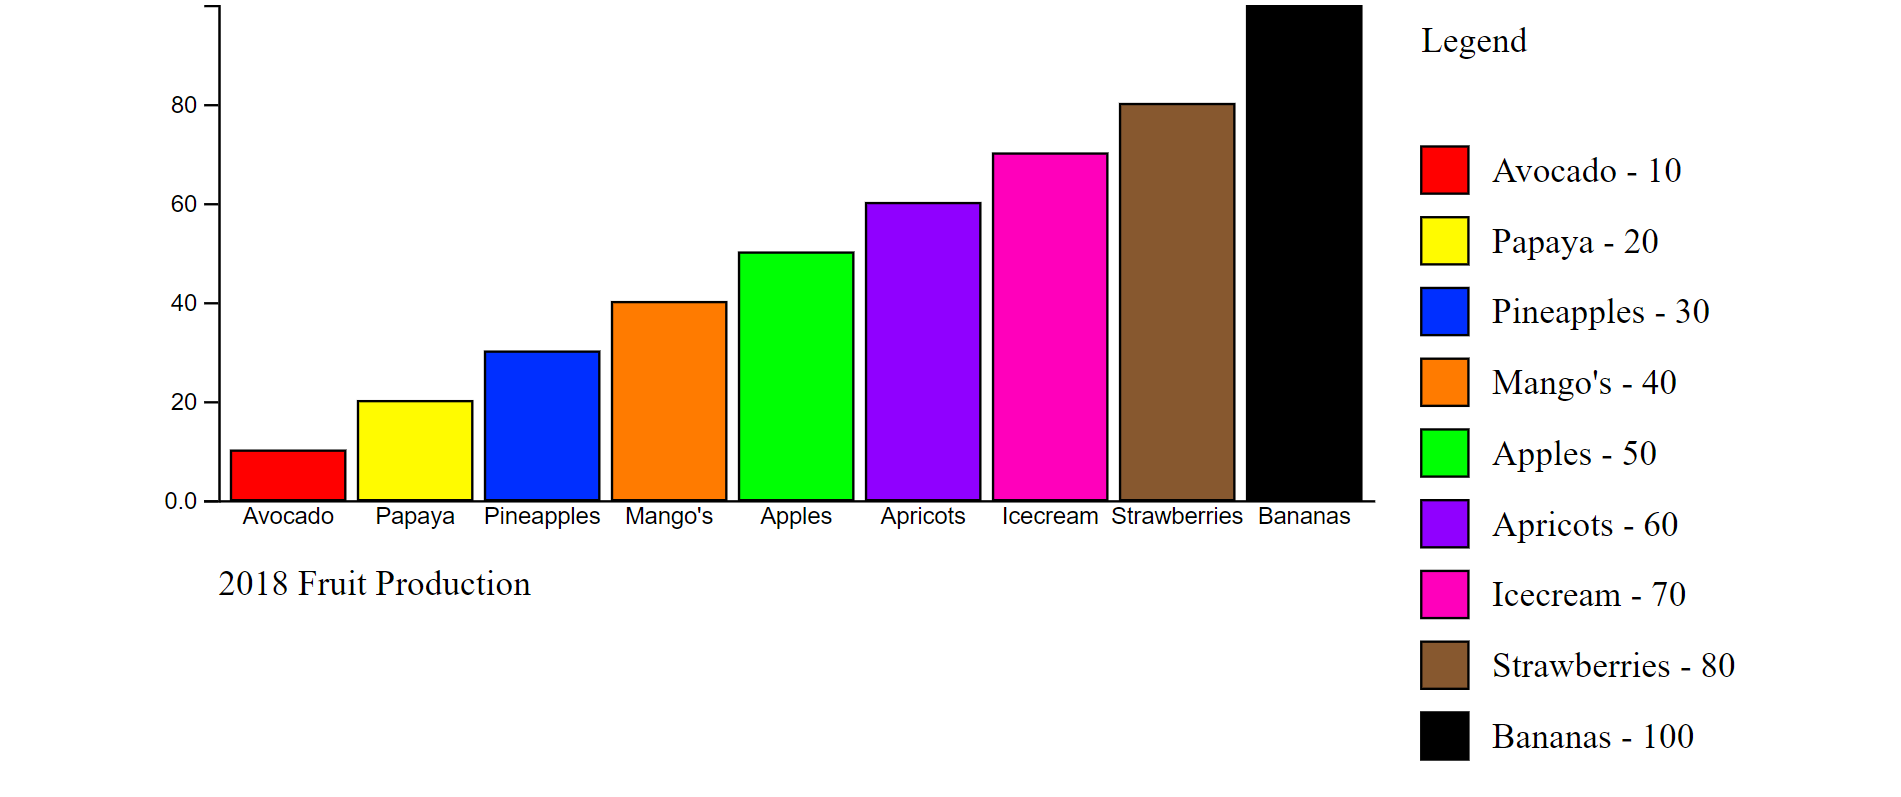 80
60
40
20
0.0
Avocado Papaya Pineapples Mango's Apples Apricots Icecream Strawberries Bananas
2018 Fruit Production
Legend
Avocado - 10
Papaya - 20
Pineapples - 30
Mango's - 40
Apples - 50
Apricots - 60
Icecream - 70
Strawberries - 80
Bananas - 100